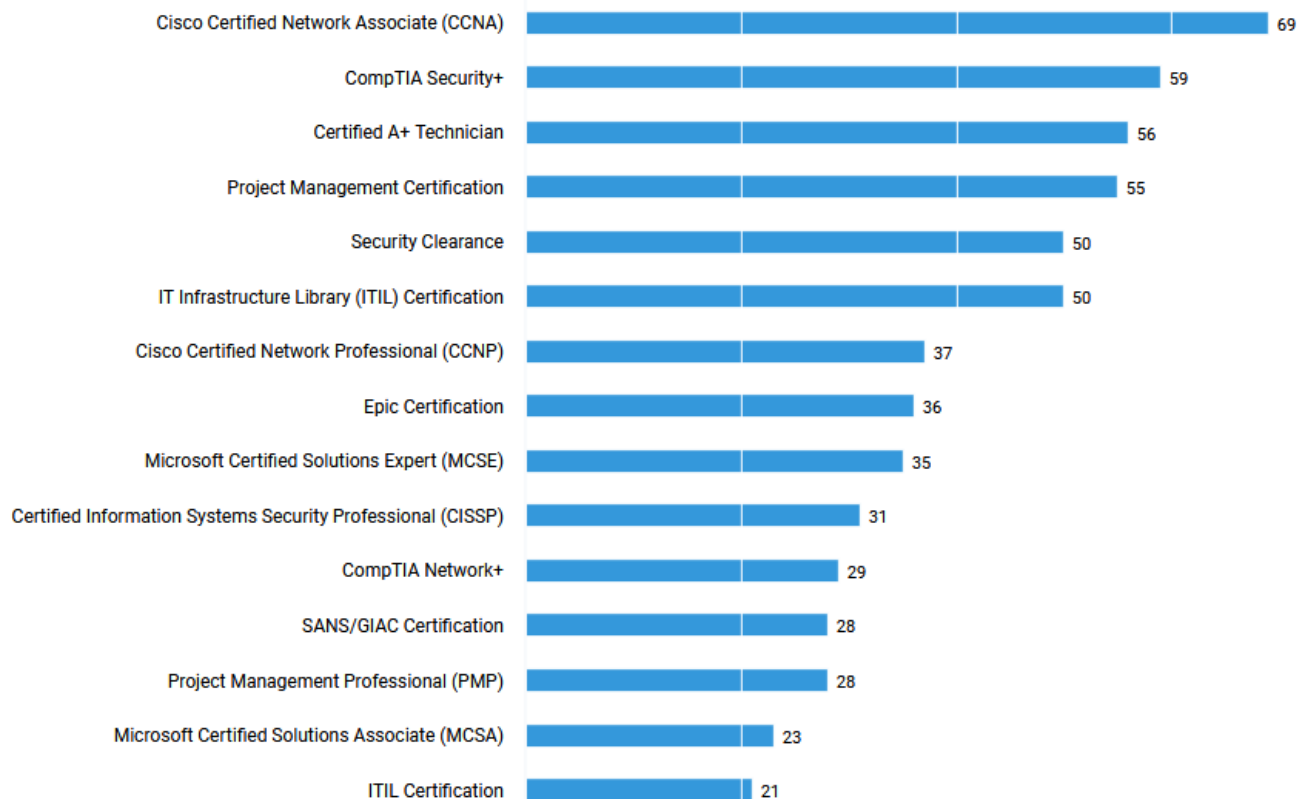 Cisco Certified Network Associate (CCNA) 69
CompTIA Security+ 59
Certified A+ Technician 56
Project Management Certification 55
Security Clearance 50
IT Infrastructure Library (ITIL) Certification 50
Cisco Certified Network Professional (CCNP) 37
Epic Certification 36
Microsoft Certified Solutions Expert (MCSE) 35
Certified Information Systems Security Professional (CISSP) 31
CompTIA Network+ 29
SANS/GIAC Certification 28
Project Management Professional (PMP) 28
Microsoft Certified Solutions Associate (MCSA) 23
ITIL Certification 21